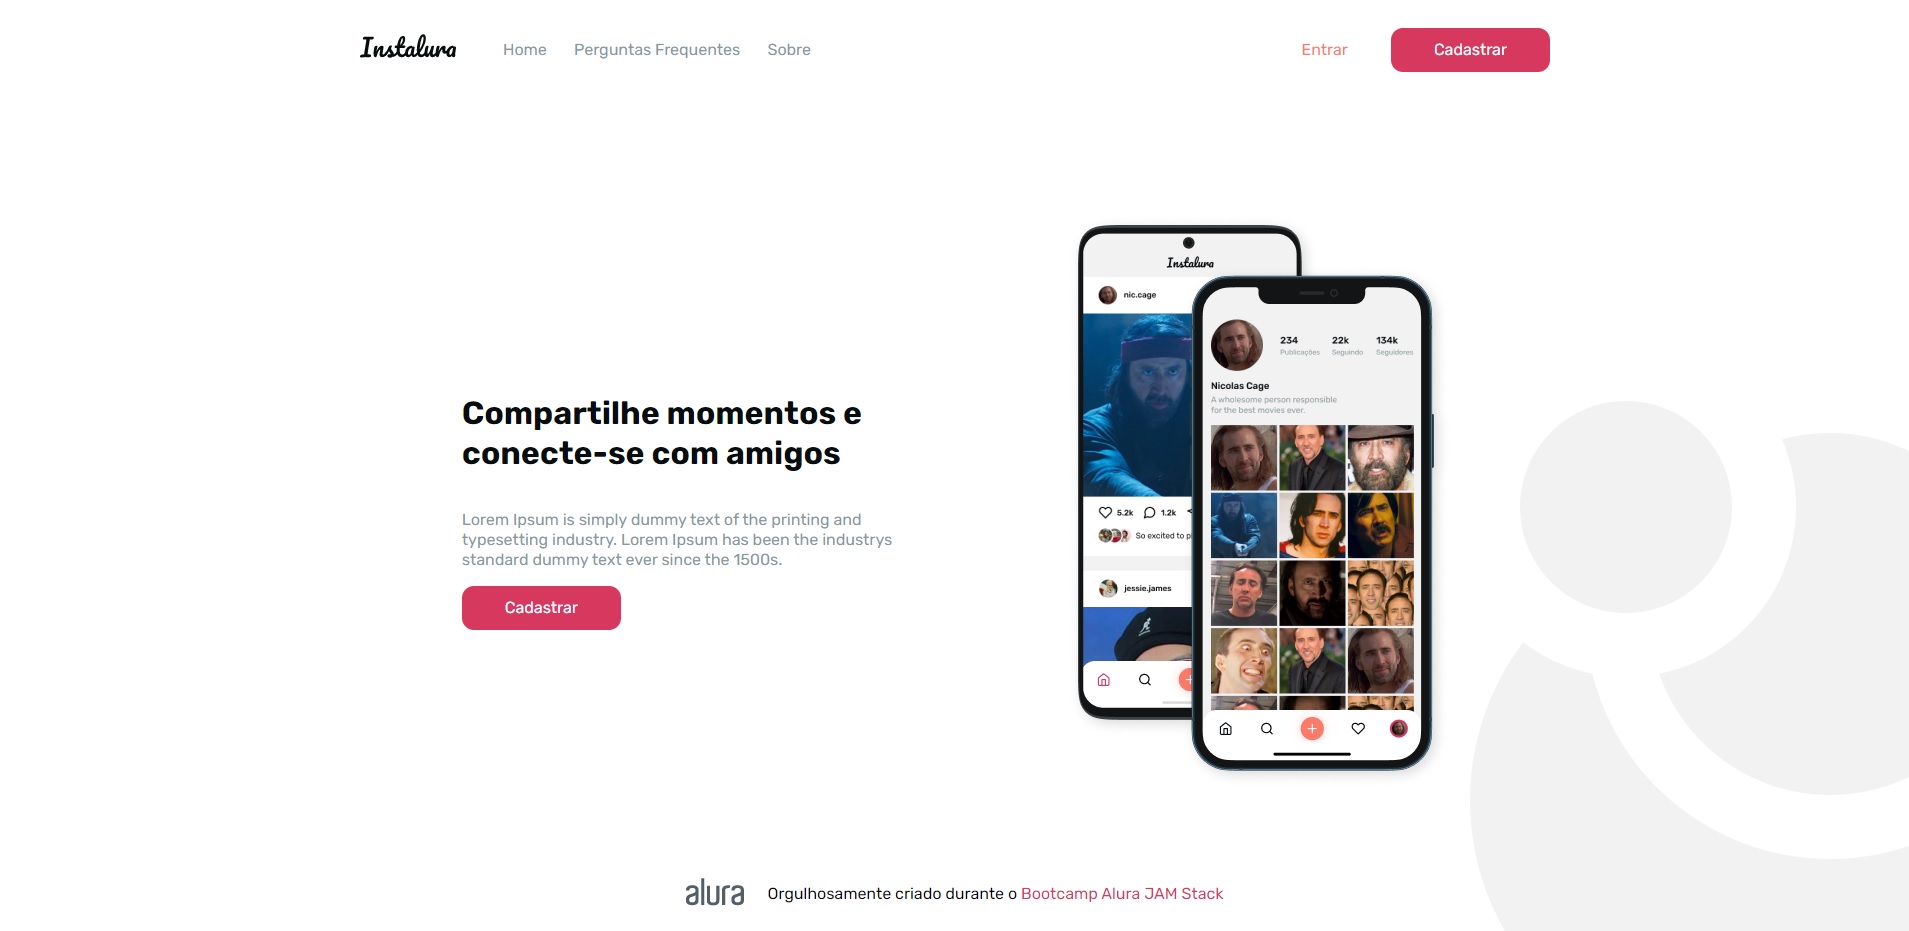 Instalura
Home Perguntas Frequentes Sobre
Entrar Cadastrar
Compartilhe momentos e
conecte-se com amigos
Lorem Ipsum is simply dummy text of the printing and
typesetting industry. Lorem Ipsum has been the industrys
standard dummy text ever since the 1500s.
Cadastrar
Instalura
nic.cage
5.2k 1.2k
So excited to p
jessie.james
234 22k 134k
Publicações Seguindo Seguidores
Nicolas Cage
A wholesome person responsible
for the best movies ever.
alura Orgulhosamente criado durante o Bootcamp Alura JAM Stack